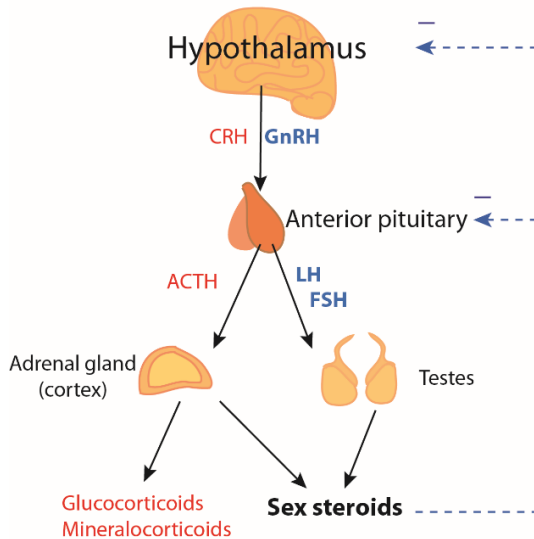 Hypothalamus
–
CRH GnRH
Anterior pituitary
–
ACTH
LH
FSH
Adrenal gland
(cortex)
Testes
Glucocorticoids
Mineralocorticoids
Sex steroids